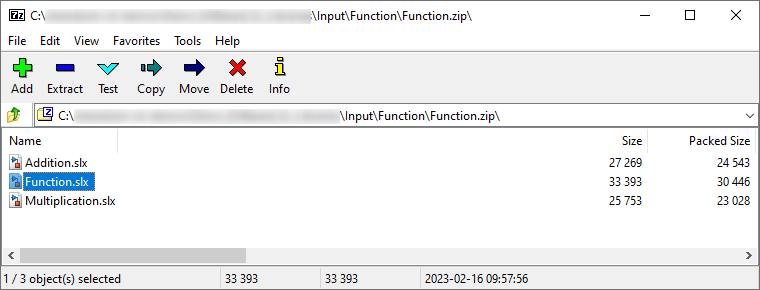 C:\ \Input\Function\Function.zip\
File Edit View Favorites Tools Help
Add Extract Test Copy Move Delete Info
C:\ \Input\Function\Function.zip\
Name Size Packed Size
Addition.slx 27 269 24 543
Function.slx 33 393 30 446
Multiplication.slx 25 753 23 028
1 / 3 object(s) selected 33 393 33 393 2023-02-16 09:57:56